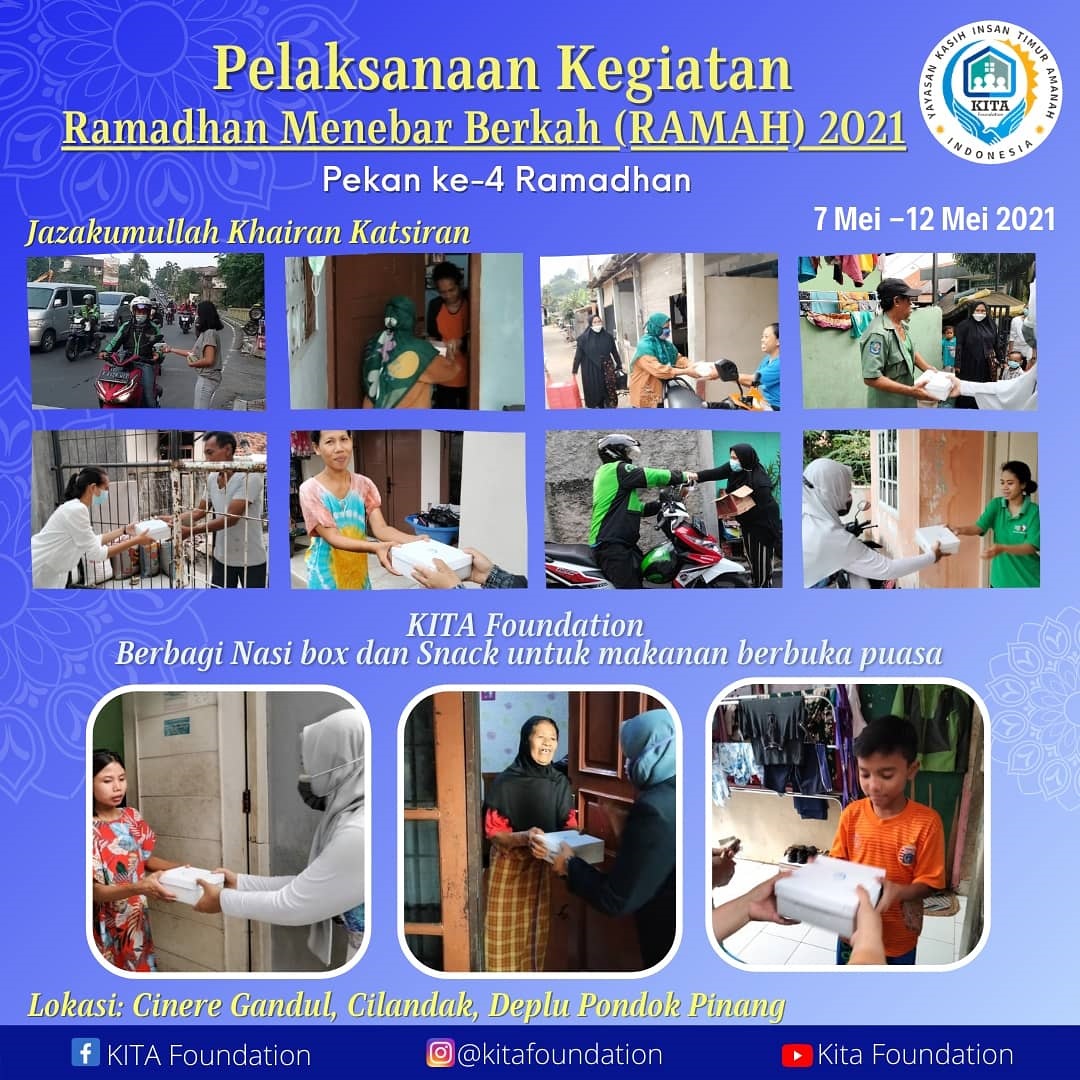 Pelaksanaan Kegiatan
Ramadhan Menebar Berkah (RAMAH) 2021
Pekan ke-4 Ramadhan
YAYASAN KASIH INSAN TIMUR AMANAH
KITA
Foundation
INDONESIA
7 Mei –12 Mei 2021
Jazakumullah Khairan Katsiran
KITA Foundation
Berbagi Nasi box dan Snack untuk makanan berbuka puasa
Lokasi: Cinere Gandul, Cilandak, Deplu Pondok Pinang
KITA Foundation
@kitafoundation
Kita Foundation